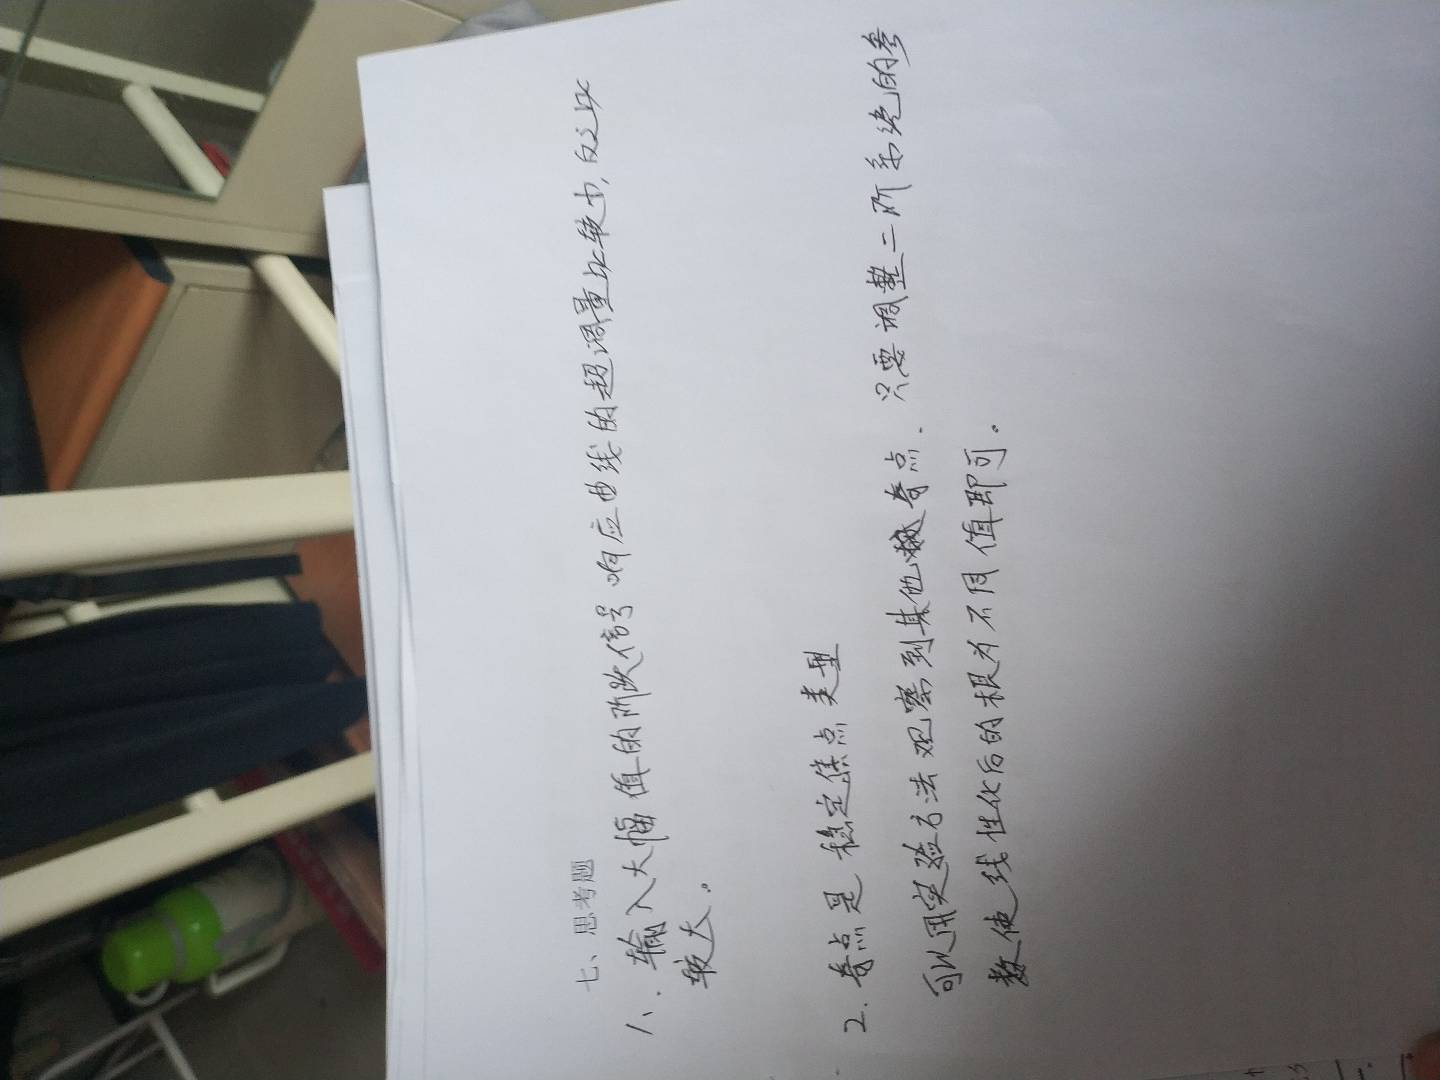 七、思考题
1、输入大幅值的阶跃信号响应曲线的超调量比较小,反之比
较大。
2. 奇点是 稳定焦点 类型
可以用实验方法观察到其他 奇点. 只要调整二阶系统的参
数使 线性化后的根为不同值即可。